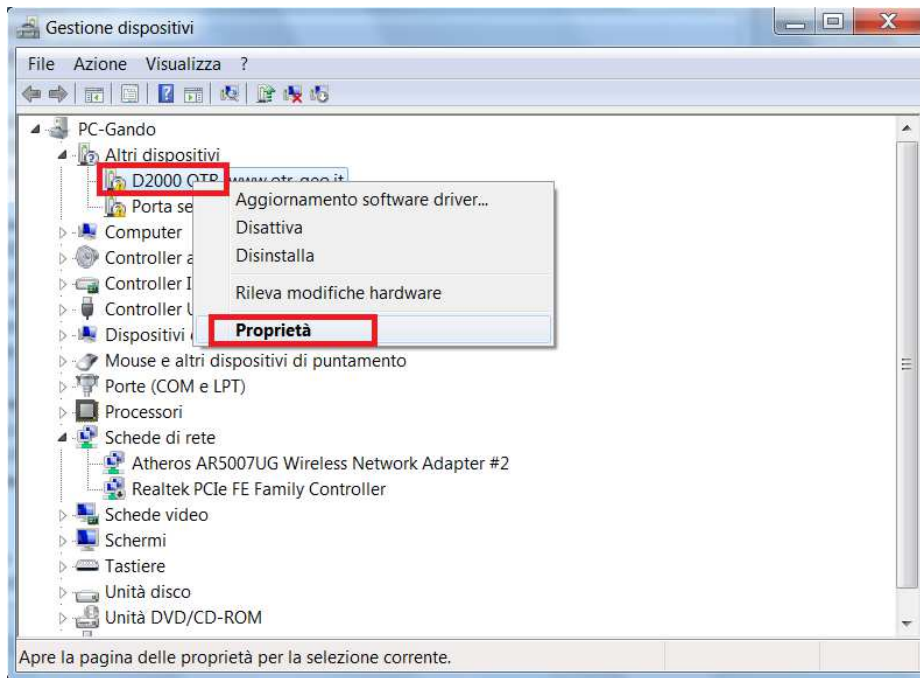 Gestione dispositivi
File Azione Visualizza ?
PC-Gando
Altri dispositivi
D2000 OTR www.otr-geo.it
Porta se
Aggiornamento software driver...
Disattiva
Disinstalla
Rileva modifiche hardware
Proprietà
Computer
Controller a
Controller I
Controller U
Dispositivi
Mouse e altri dispositivi di puntamento
Porte (COM e LPT)
Processori
Schede di rete
Atheros AR5007UG Wireless Network Adapter #2
Realtek PCIe FE Family Controller
Schede video
Schermi
Tastiere
Unità disco
Unità DVD/CD-ROM
Apre la pagina delle proprietà per la selezione corrente.